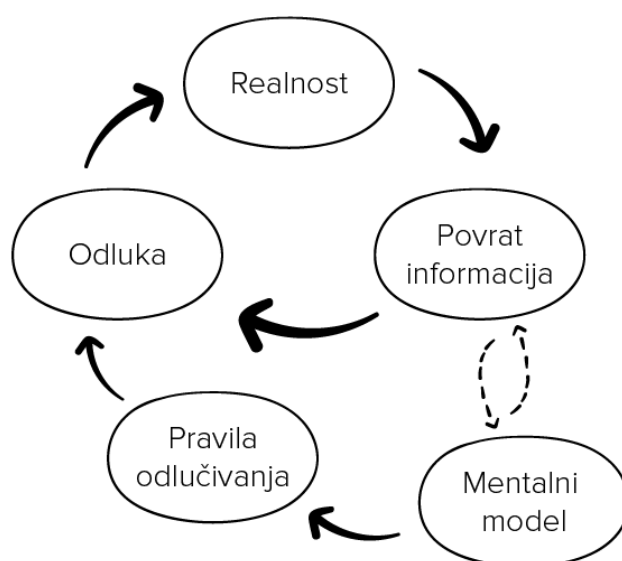 Realnost
Odluka
Povrat
informacija
Pravila
odlučivanja
Mentalni
model